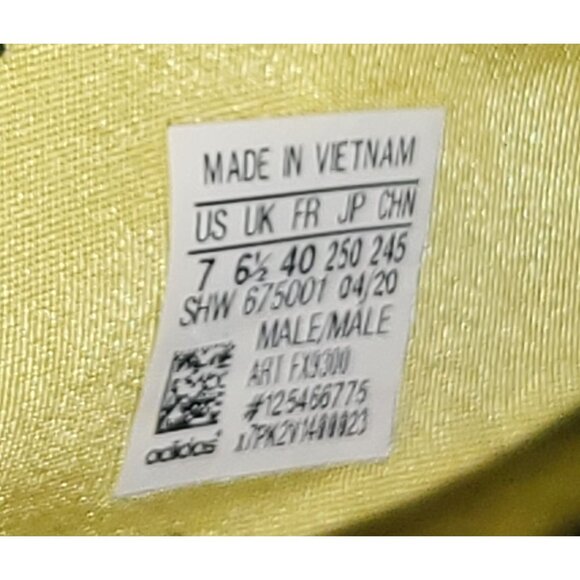 MADE IN VIETNAM
US UK FR JP CHN
7 6½ 40 250 245
SHW 675001 04/20
MALE/MALE
ART FX9300
#125466775
adidas